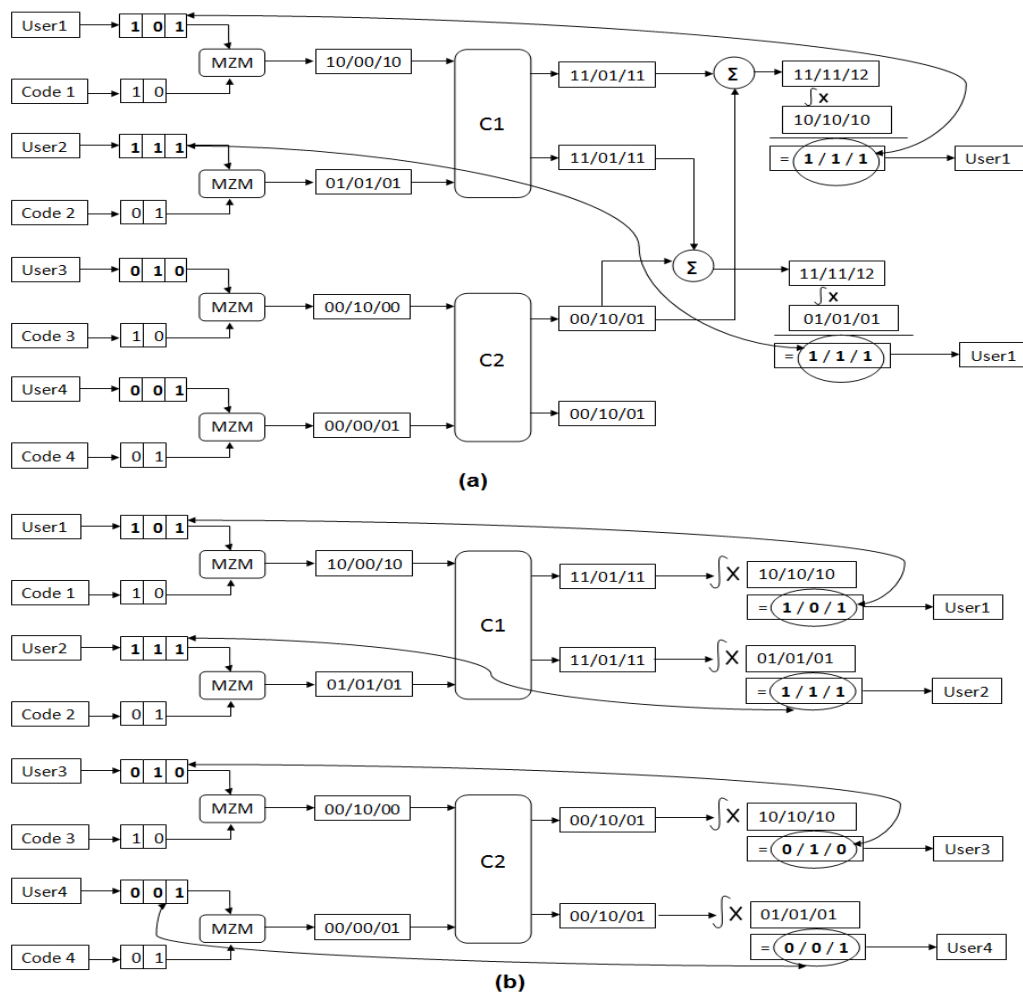 User1 1 0 1
MZM 10/00/10
Code 1 1 0
11/01/11 Σ 11/11/12
∫ x
10/10/10
C1
User2 1 1 1
11/01/11
= 1 / 1 / 1 User1
MZM 01/01/01
Code 2 0 1
User3 0 1 0
Σ 11/11/12
∫ x
MZM 00/10/00
00/10/01 01/01/01
Code 3 1 0
= 1 / 1 / 1 User1
C2
User4 0 0 1
00/10/01
MZM 00/00/01
Code 4 0 1
(a)
User1 1 0 1
MZM 10/00/10
11/01/11 ∫ X 10/10/10
Code 1 1 0
= 1 / 0 / 1 User1
C1
User2 1 1 1
11/01/11 ∫ X 01/01/01
MZM 01/01/01
= 1 / 1 / 1 User2
Code 2 0 1
User3 0 1 0
MZM 00/10/00
00/10/01 ∫ X 10/10/10
Code 3 1 0
= 0 / 1 / 0 User3
C2
User4 0 0 1
00/10/01 ∫ X 01/01/01
MZM 00/00/01
= 0 / 0 / 1 User4
Code 4 0 1
(b)